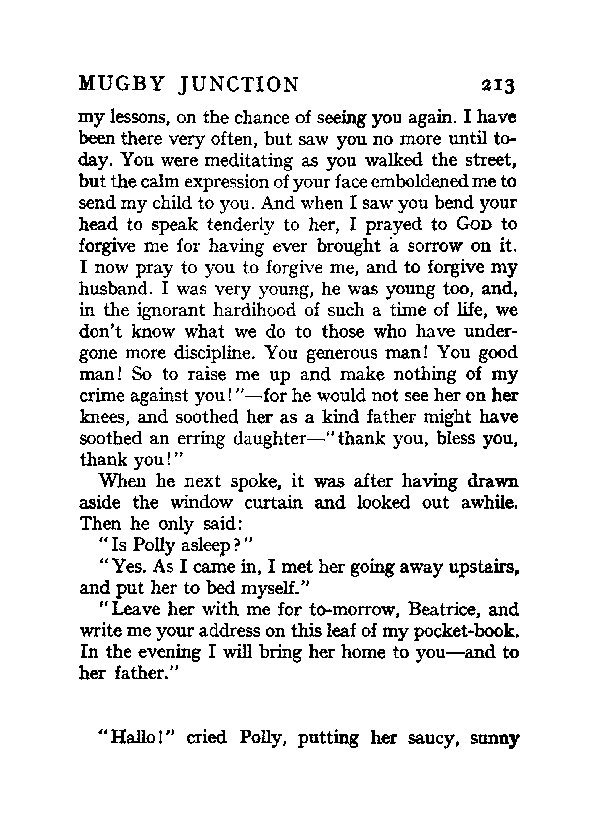 MUGBY JUNCTION 213
my lessons, on the chance of seeing you again. I have
been there very often, but saw you no more until to-
day. You were meditating as you walked the street,
but the calm expression of your face emboldened me to
send my child to you. And when I saw you bend your
head to speak tenderly to her, I prayed to GOD to
forgive me for having ever brought a sorrow on it.
I now pray to you to forgive me, and to forgive my
husband. I was very young, he was young too, and,
in the ignorant hardihood of such a time of life, we
don't know what we do to those who have under-
gone more discipline. You generous man! You good
man! So to raise me up and make nothing of my
crime against you!"—for he would not see her on her
knees, and soothed her as a kind father might have
soothed an erring daughter—"thank you, bless you,
thank you!"
When he next spoke, it was after having drawn
aside the window curtain and looked out awhile.
Then he only said:
"Is Polly asleep?"
"Yes. As I came in, I met her going away upstairs,
and put her to bed myself."
"Leave her with me for to-morrow, Beatrice, and
write me your address on this leaf of my pocket-book.
In the evening I will bring her home to you—and to
her father."
"Hallo!" cried Polly, putting her saucy, sunny